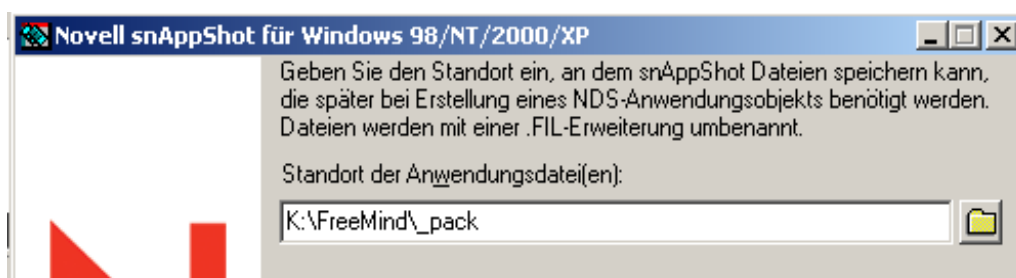 Novell snAppShot für Windows 98/NT/2000/XP
Geben Sie den Standort ein, an dem snAppShot Dateien speichern kann,
die später bei Erstellung eines NDS-Anwendungsobjekts benötigt werden.
Dateien werden mit einer .FIL-Erweiterung umbenannt.
Standort der Anwendungsdatei(en):
K:\FreeMind\_pack